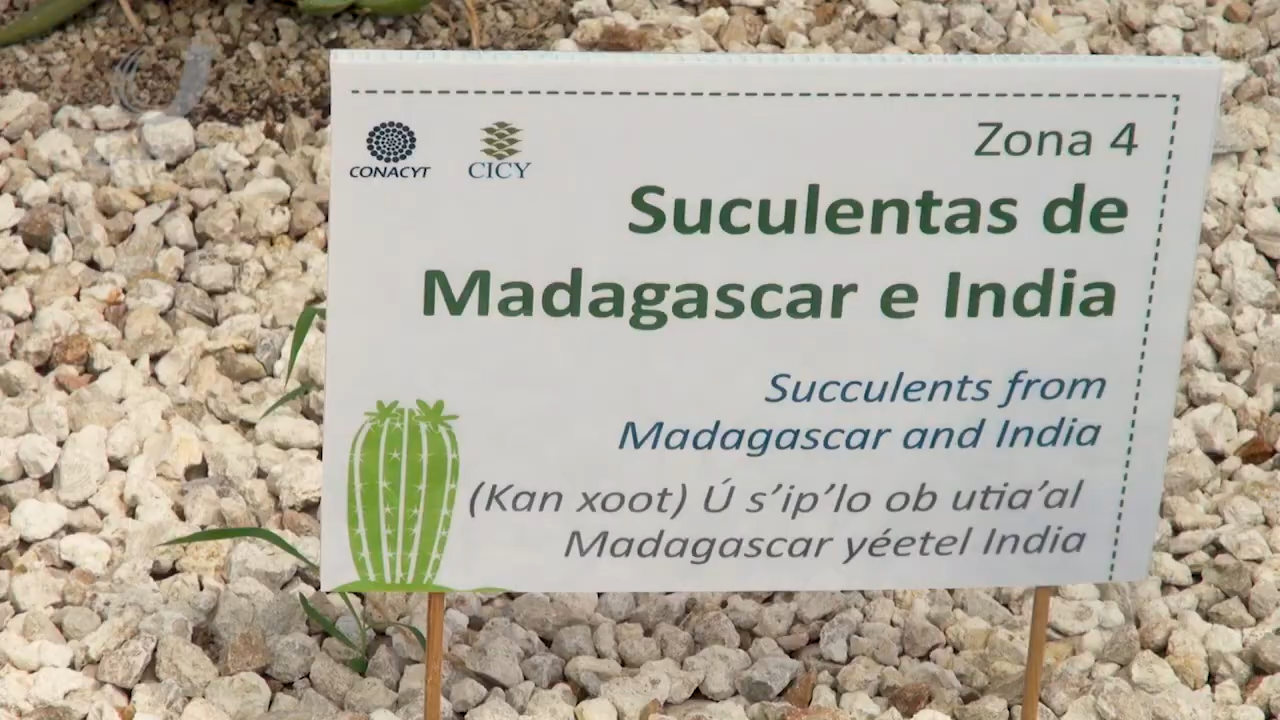 CONACYT
CICY
Zona 4
Suculentas de
Madagascar e India
Succulents from
Madagascar and India
(Kan xoot) Ú s'ip'lo ob utia'al
Madagascar yéetel India